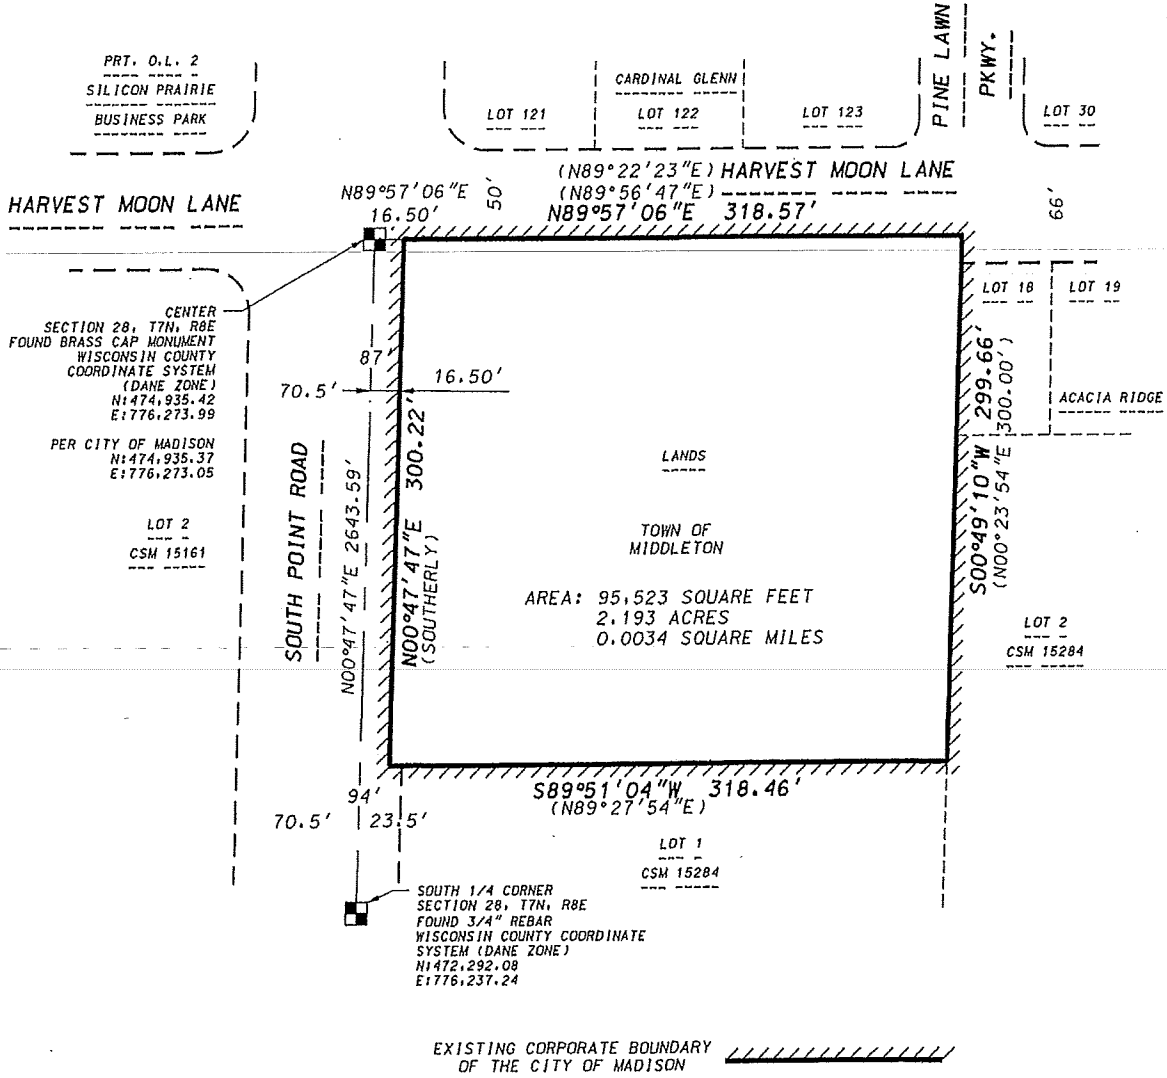 PRT. O.L. 2
SILICON PRAIRIE
BUSINESS PARK
LOT 121
CARDINAL GLENN
LOT 122
LOT 123
PINE LAWN
PKWY.
LOT 30
HARVEST MOON LANE
N89°57'06"E
16.50'
50'
(N89°22'23"E)
HARVEST MOON LANE
(N89°56'47"E)
N89°57'06"E 318.57'
66'
CENTER
SECTION 28, T7N, R8E
FOUND BRASS CAP MONUMENT
WISCONSIN COUNTY
COORDINATE SYSTEM
(DANE ZONE)
N:474,935.42
E:776,273.99
PER CITY OF MADISON
N:474,935.37
E:776,273.05
LOT 2
CSM 15161
87'
70.5'
16.50'
SOUTH POINT ROAD
N00°47'47"E 2643.59'
N00°47'47"E 300.22'
(SOUTHERLY)
LANDS
TOWN OF
MIDDLETON
AREA: 95,523 SQUARE FEET
2.193 ACRES
0.0034 SQUARE MILES
LOT 18
LOT 19
ACACIA RIDGE
S00°49'10"W 299.66'
(N00°23'54"E 300.00')
LOT 2
CSM 15284
94'
70.5'
23.5'
S89°51'04"W 318.46'
(N89°27'54"E)
LOT 1
CSM 15284
SOUTH 1/4 CORNER
SECTION 28, T7N, R8E
FOUND 3/4" REBAR
WISCONSIN COUNTY COORDINATE
SYSTEM (DANE ZONE)
N:472,292.08
E:776,237.24
EXISTING CORPORATE BOUNDARY
OF THE CITY OF MADISON